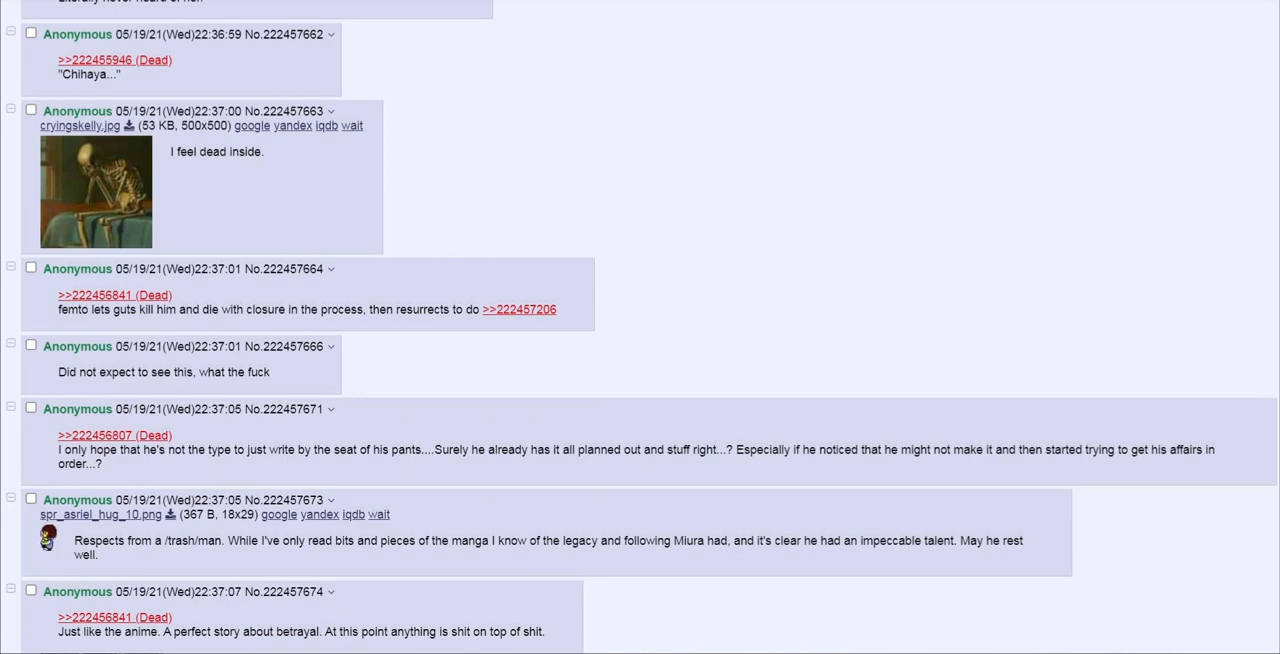 Literally never heard of him
Anonymous 05/19/21(Wed)22:36:59 No.222457662
>>222455946 (Dead)
"Chihaya..."
Anonymous 05/19/21(Wed)22:37:00 No.222457663
cryingskelly.jpg (53 KB, 500x500) google yandex iqdb wait
I feel dead inside.
Anonymous 05/19/21(Wed)22:37:01 No.222457664
>>222456841 (Dead)
femto lets guts kill him and die with closure in the process, then resurrects to do >>222457206
Anonymous 05/19/21(Wed)22:37:01 No.222457666
Did not expect to see this, what the fuck
Anonymous 05/19/21(Wed)22:37:05 No.222457671
>>222456807 (Dead)
I only hope that he's not the type to just write by the seat of his pants....Surely he already has it all planned out and stuff right...? Especially if he noticed that he might not make it and then started trying to get his affairs in
order...?
Anonymous 05/19/21(Wed)22:37:05 No.222457673
spr_asriel_hug_10.png (367 B, 18x29) google yandex iqdb wait
Respects from a /trash/man. While I've only read bits and pieces of the manga I know of the legacy and following Miura had, and it's clear he had an impeccable talent. May he rest
well.
Anonymous 05/19/21(Wed)22:37:07 No.222457674
>>222456841 (Dead)
Just like the anime. A perfect story about betrayal. At this point anything is shit on top of shit.